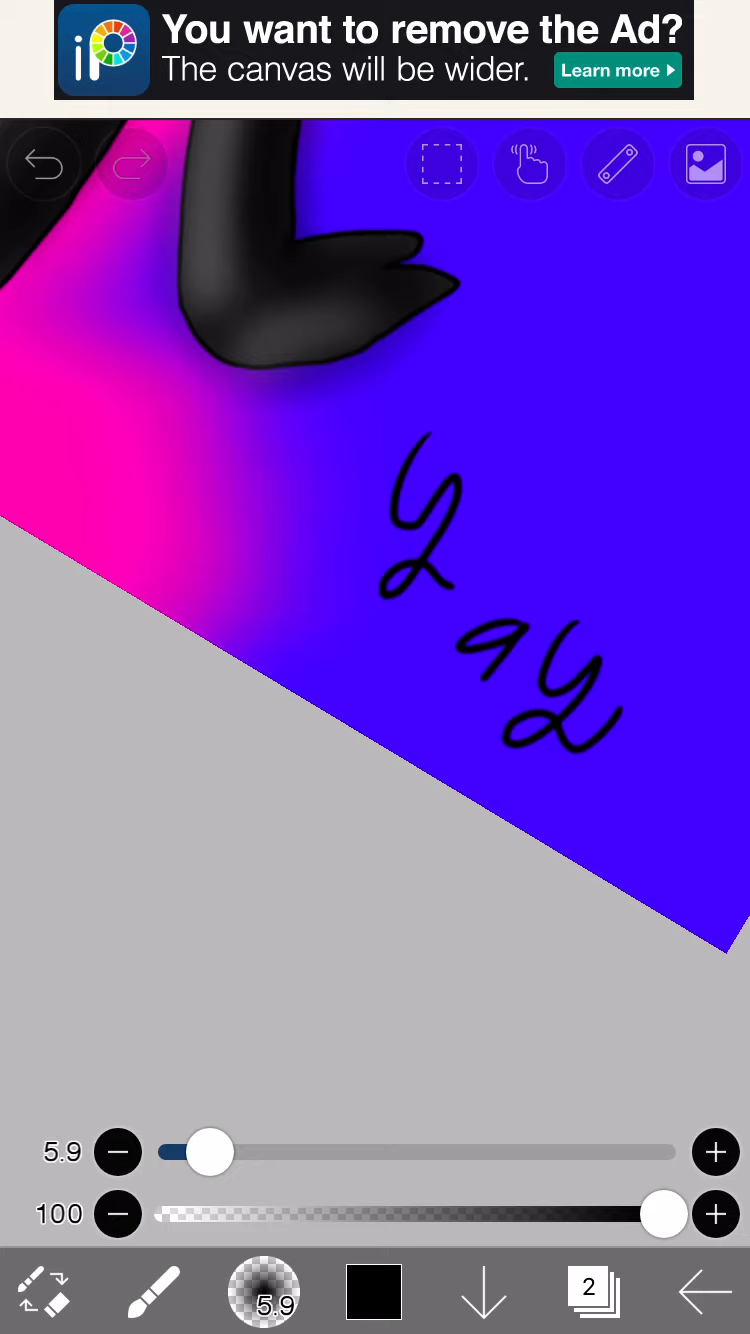 You want to remove the Ad?
The canvas will be wider.
Learn more
iP
yay
5.9
100
5.9
2